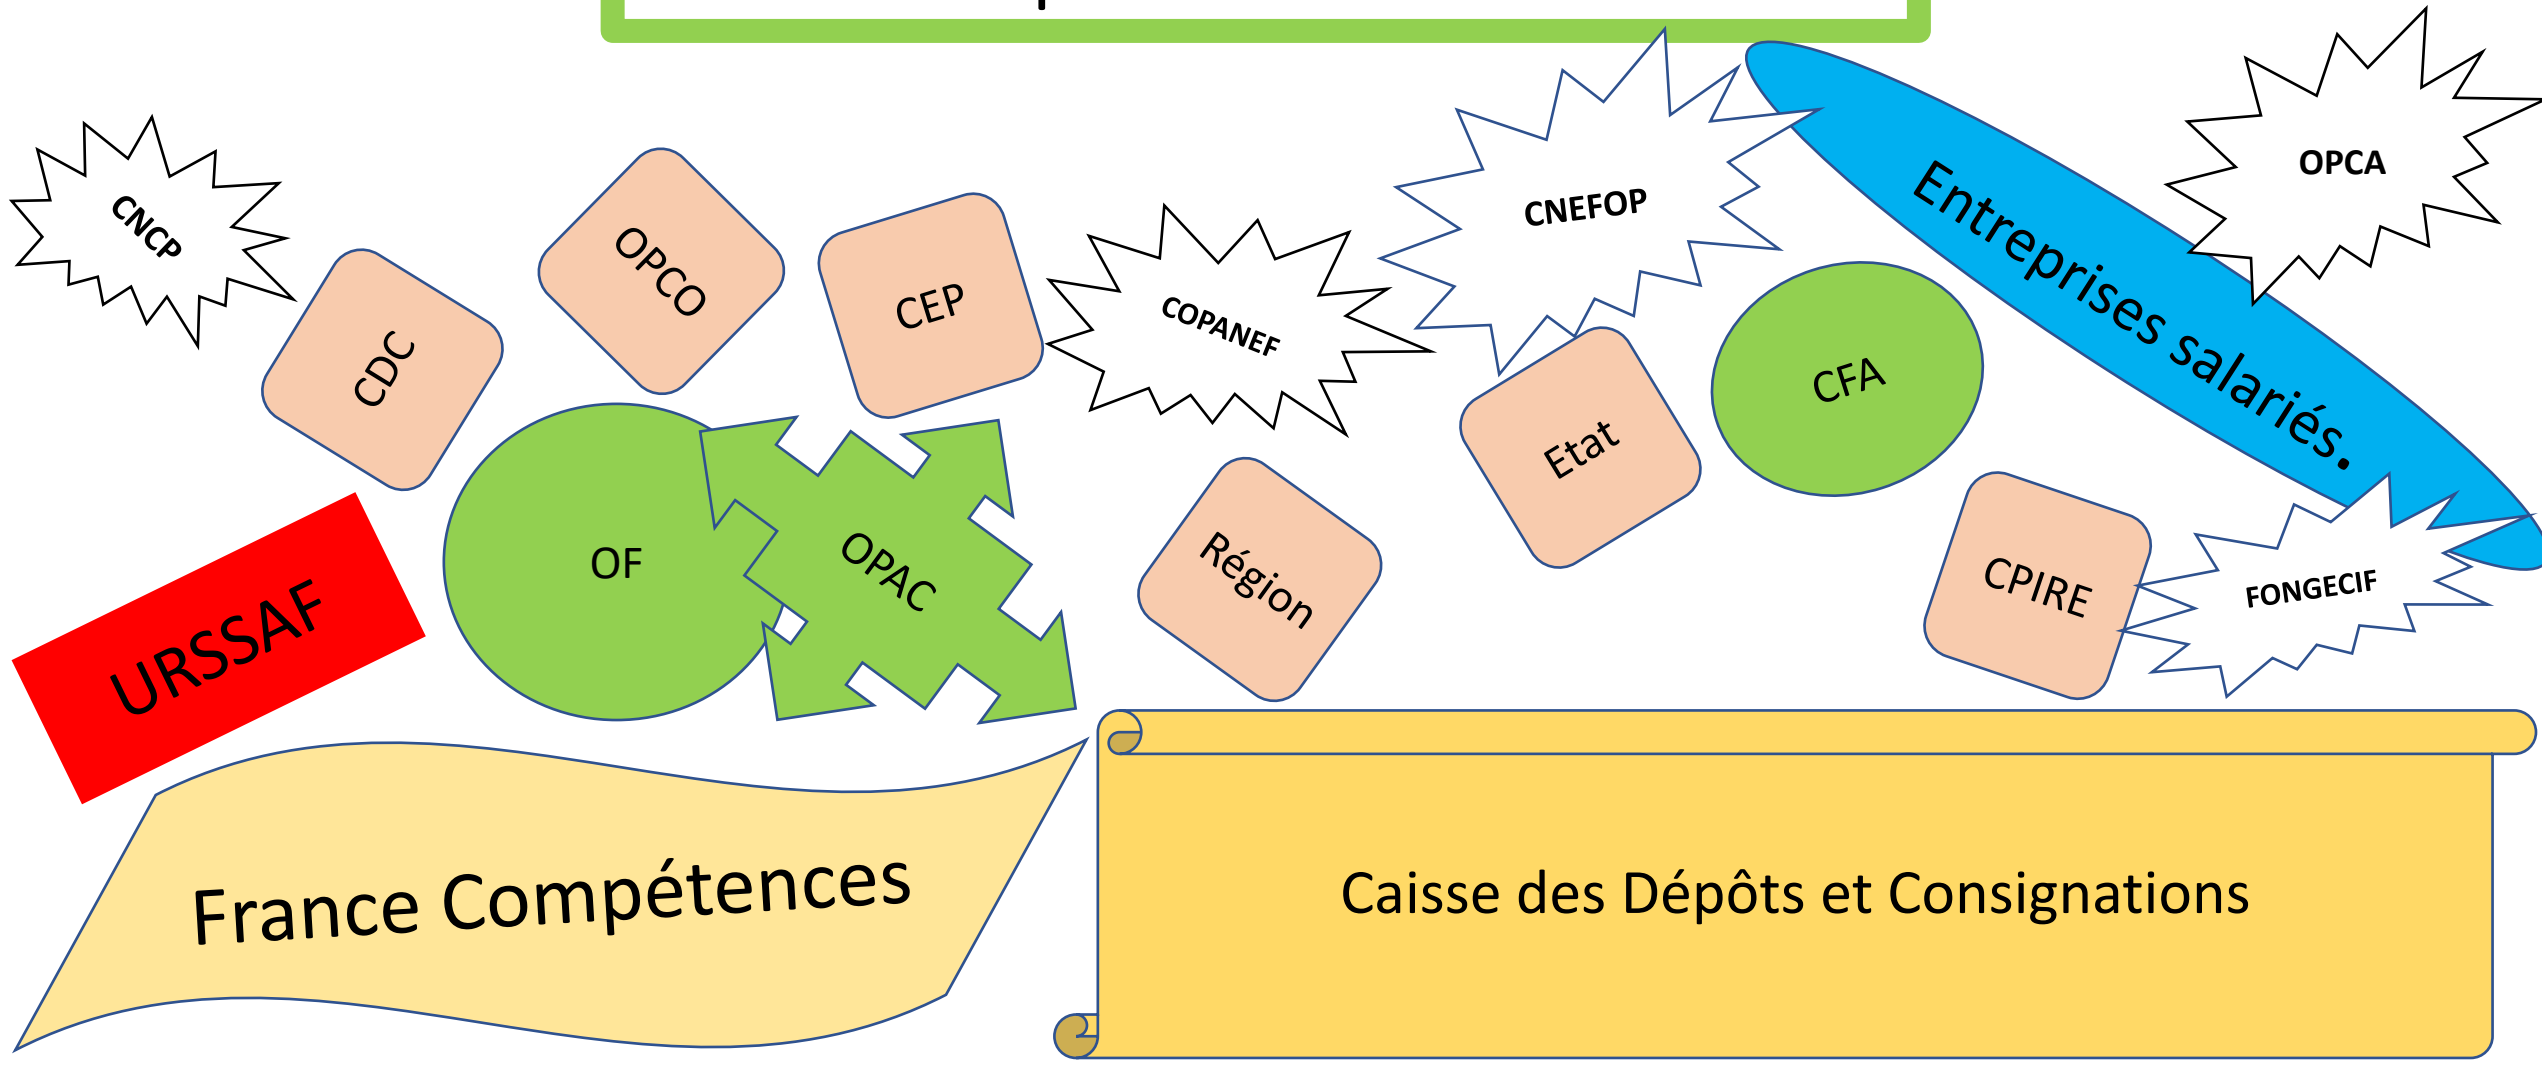 OPCA
CNEFOP
CNCP
OPCO
CEP
COPANEF
Entreprises salariés.
CDC
CFA
Etat
OF
OPAC
Région
CPIRE
FONGECIF
URSSAF
France Compétences
Caisse des Dépôts et Consignations